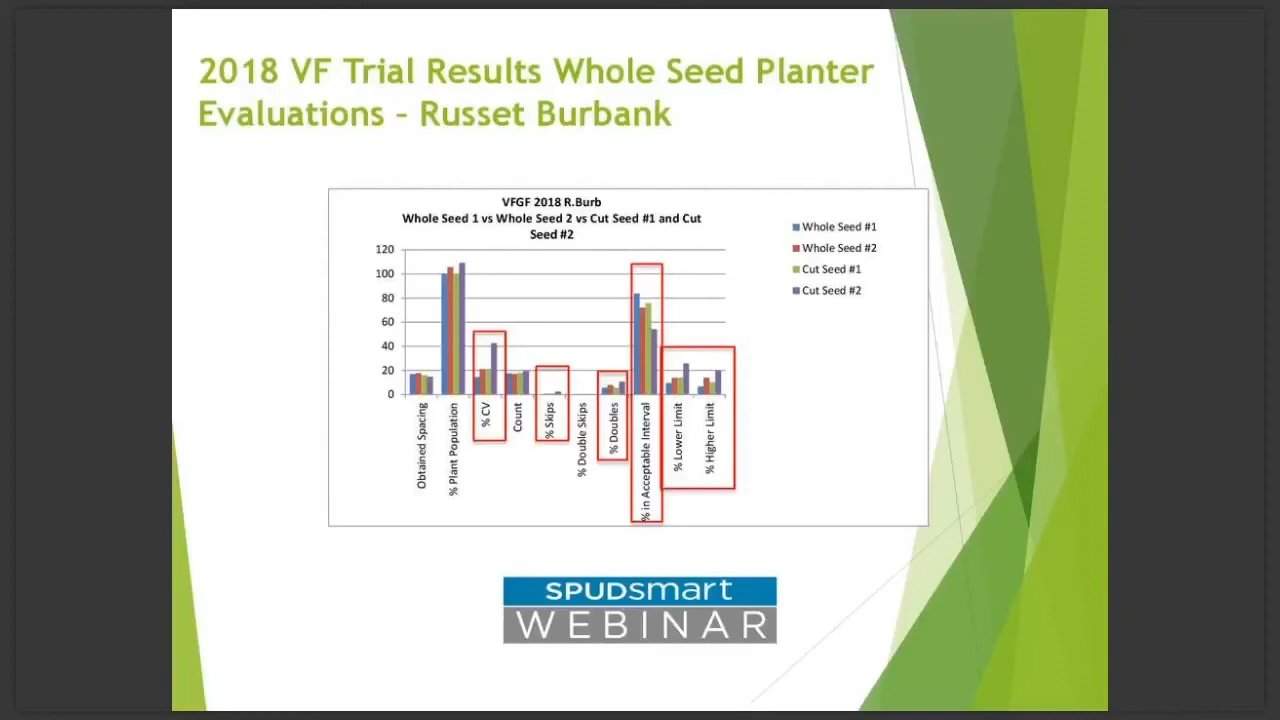 2018 VF Trial Results Whole Seed Planter
Evaluations – Russet Burbank
VFGF 2018 R.Burb
Whole Seed 1 vs Whole Seed 2 vs Cut Seed #1 and Cut
Seed #2
120
100
80
60
40
20
0
Obtained Spacing
% Plant Population
% CV
Count
% Skips
% Double Skips
% Doubles
% in Acceptable Interval
% Lower Limit
% Higher Limit
Whole Seed #1
Whole Seed #2
Cut Seed #1
Cut Seed #2
SPUDsmart
WEBINAR